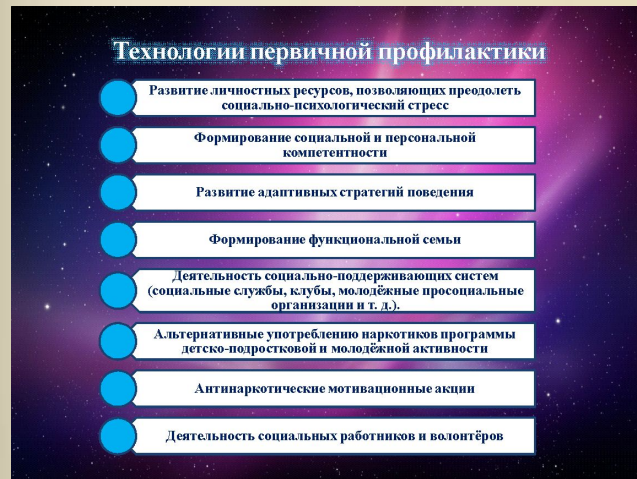 Технологии первичной профилактики
Развитие личностных ресурсов, позволяющих преодолеть
социально-психологический стресс
Формирование социальной и персональной
компетентности
Развитие адаптивных стратегий поведения
Формирование функциональной семьи
Деятельность социально-поддерживающих систем
(социальные службы, клубы, молодёжные просоциальные
организации и т. д.).
Альтернативные употреблению наркотиков программы
детско-подростковой и молодёжной активности
Антинаркотические мотивационные акции
Деятельность социальных работников и волонтёров